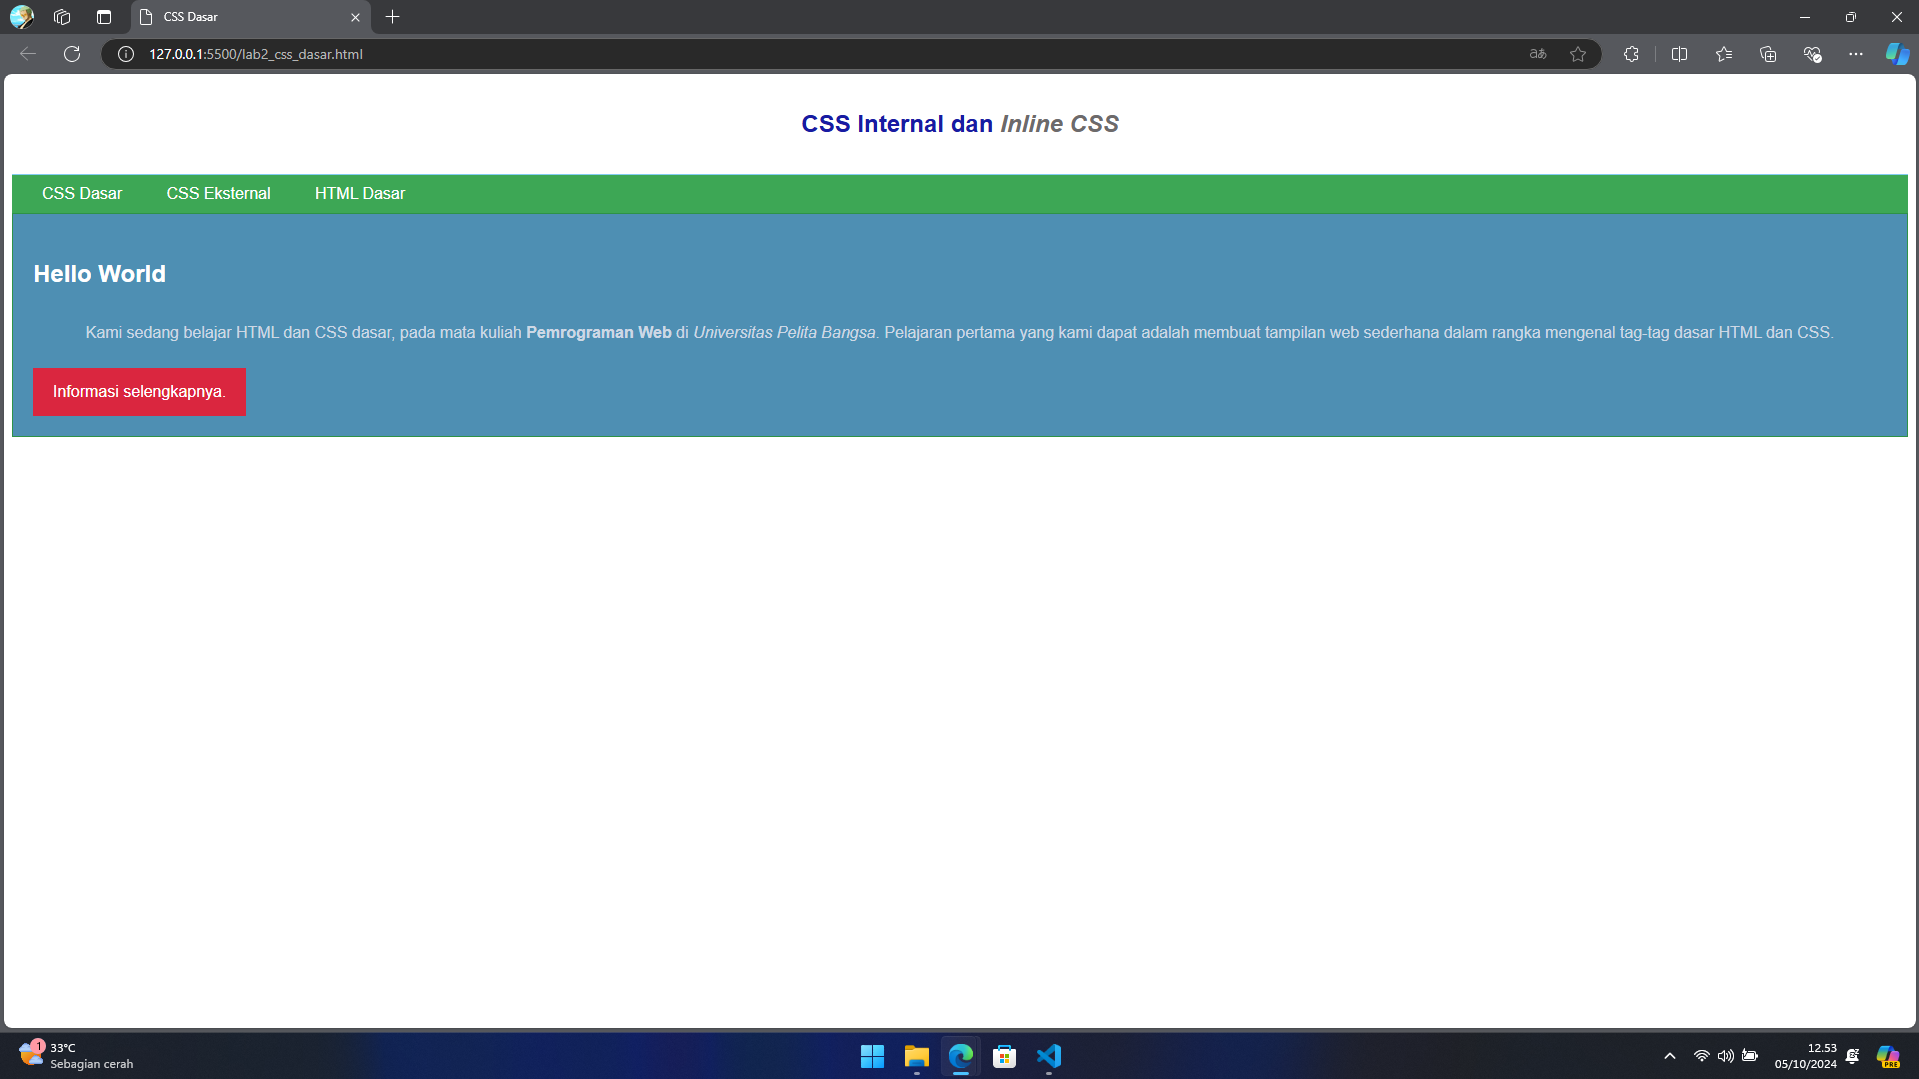 CSS Dasar
127.0.0.1:5500/lab2_css_dasar.html
CSS Internal dan Inline CSS
CSS Dasar CSS Eksternal HTML Dasar
Hello World
Kami sedang belajar HTML dan CSS dasar, pada mata kuliah Pemrograman Web di Universitas Pelita Bangsa. Pelajaran pertama yang kami dapat adalah membuat tampilan web sederhana dalam rangka mengenal tag-tag dasar HTML dan CSS.
Informasi selengkapnya.
1
33°C
Sebagian cerah
12.53
05/10/2024
PRE